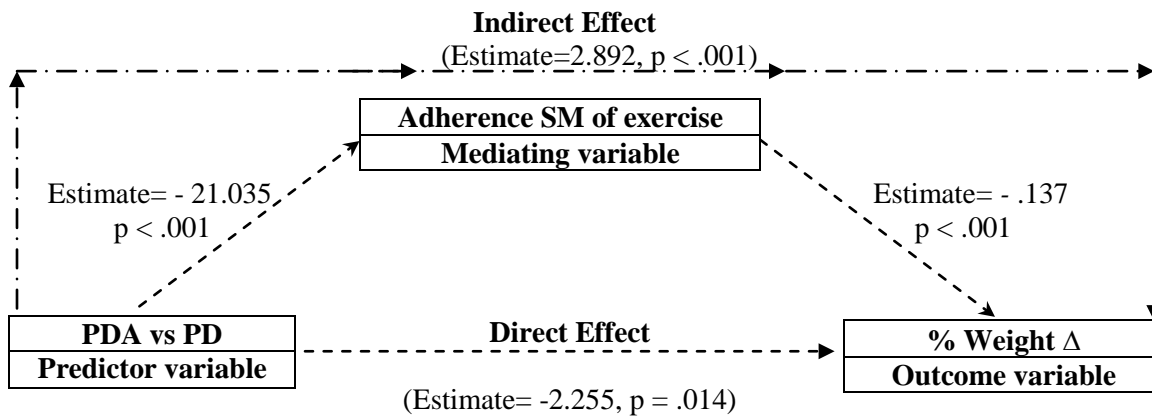 Indirect Effect
(Estimate=2.892, p < .001)
Adherence SM of exercise
Mediating variable
Estimate= - 21.035
p < .001
Estimate= - .137
p < .001
PDA vs PD
Predictor variable
Direct Effect
(Estimate= -2.255, p = .014)
% Weight Δ
Outcome variable